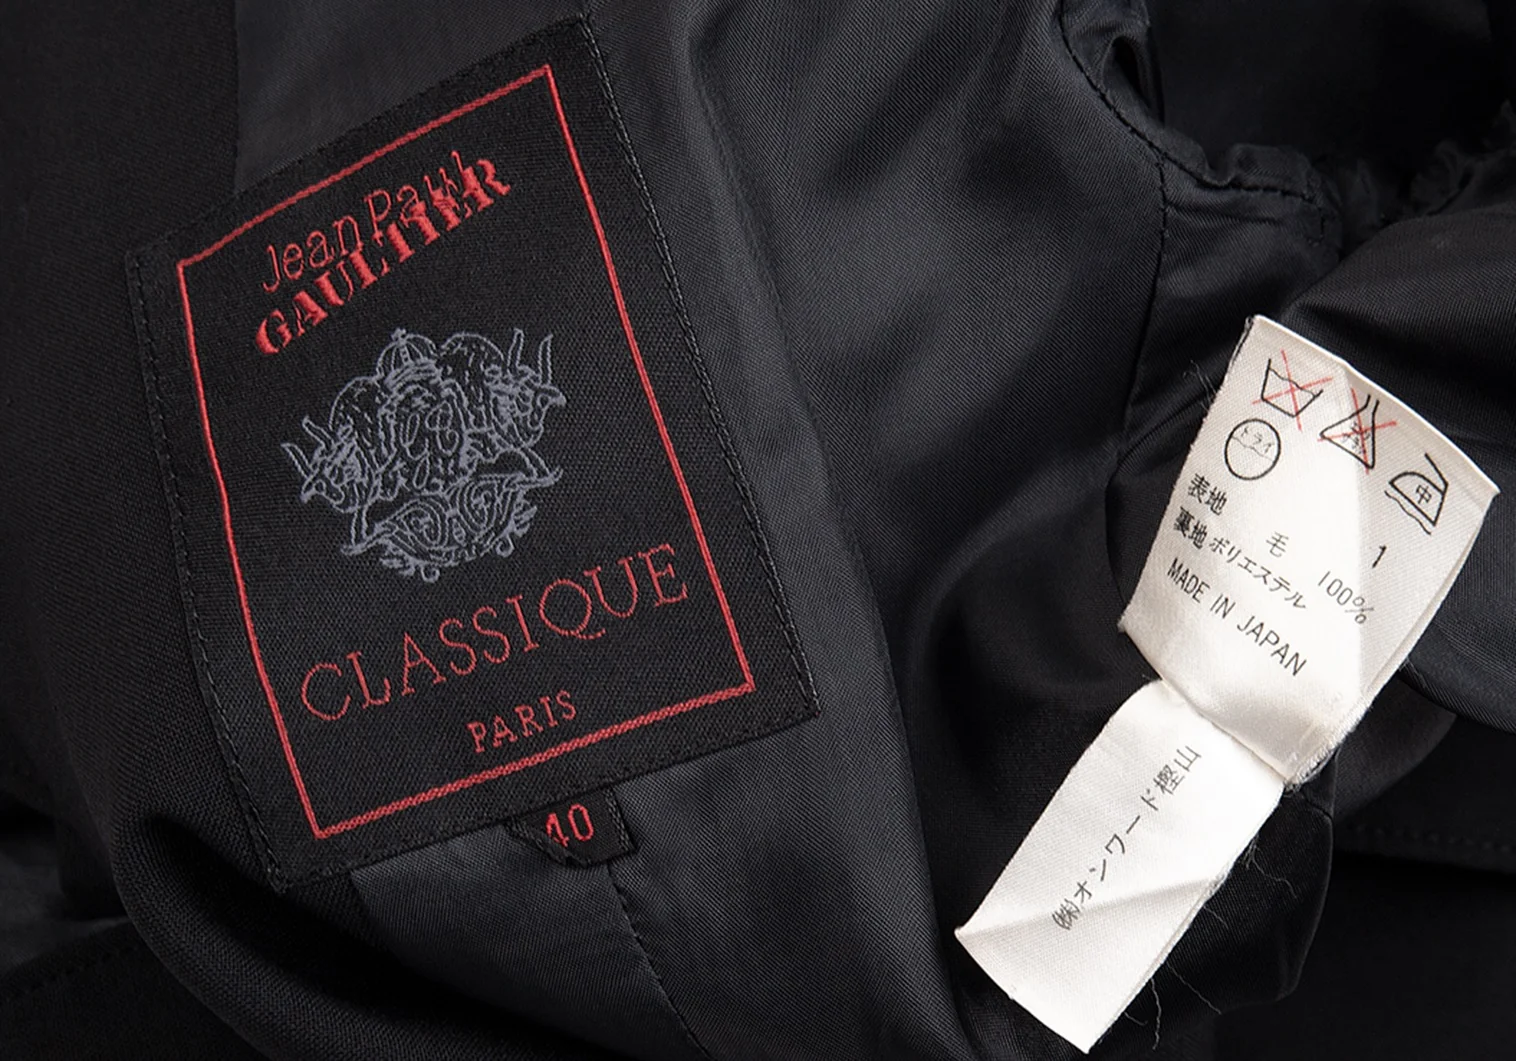 Jean Paul
GAULTIER
CLASSIQUE
PARIS
40
ドライ
中
表地
毛
1
裏地 ポリエステル 100%
MADE IN JAPAN
㈱オンワード樫山